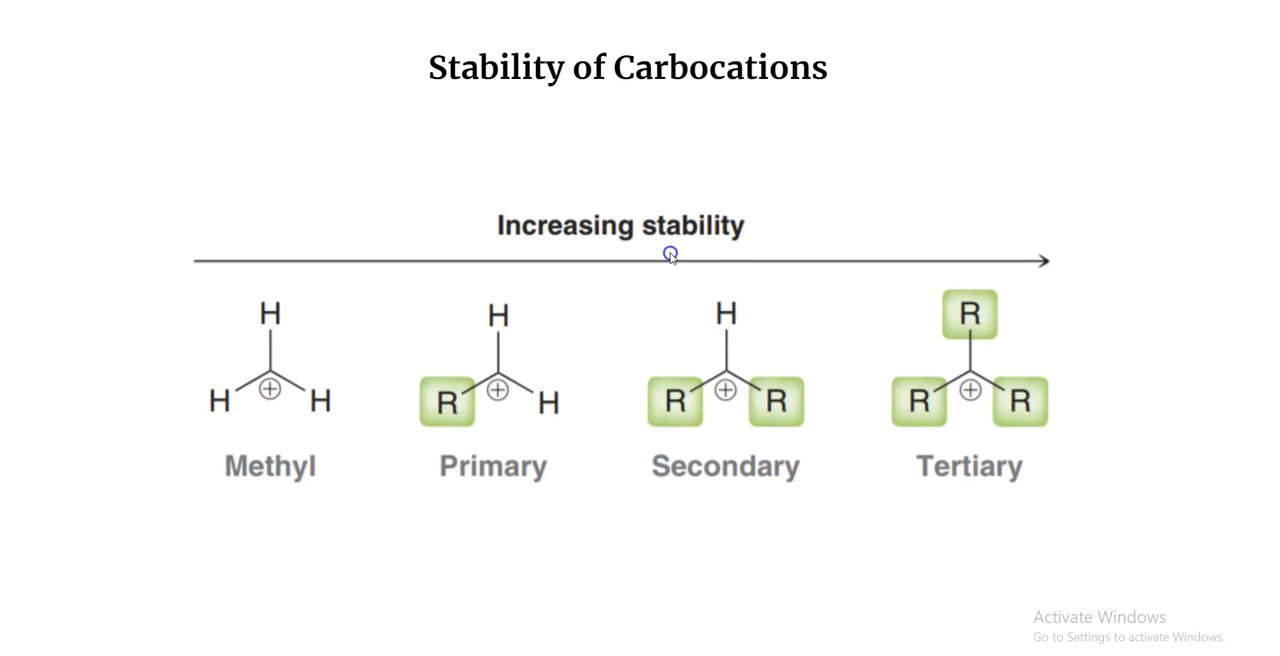 Stability of Carbocations
Increasing stability
H
H
H
R
H ⊕ H
R ⊕ H
R ⊕ R
R ⊕ R
Methyl
Primary
Secondary
Tertiary
Activate Windows
Go to Settings to activate Windows.